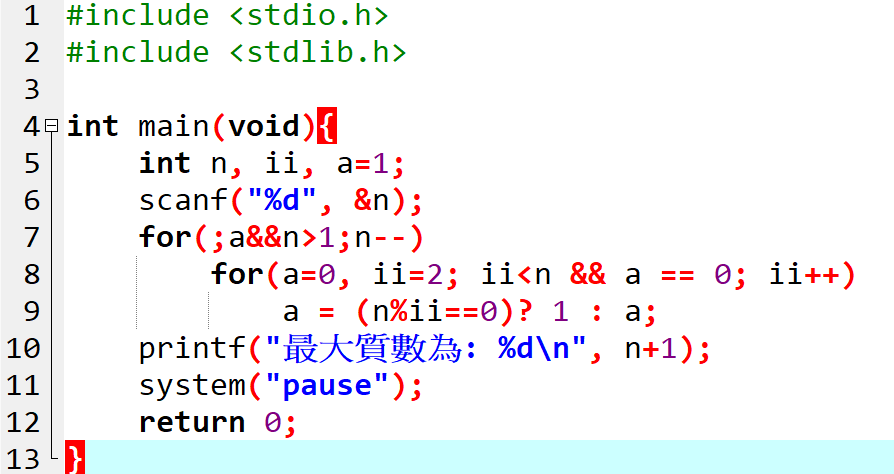 1 #include <stdio.h>
2 #include <stdlib.h>
3
4 int main(void){
5     int n, ii, a=1;
6     scanf("%d", &n);
7     for(;a&&n>1;n--)
8         for(a=0, ii=2; ii<n && a == 0; ii++)
9             a = (n%ii==0)? 1 : a;
10     printf("最大質數為: %d\n", n+1);
11     system("pause");
12     return 0;
13 }